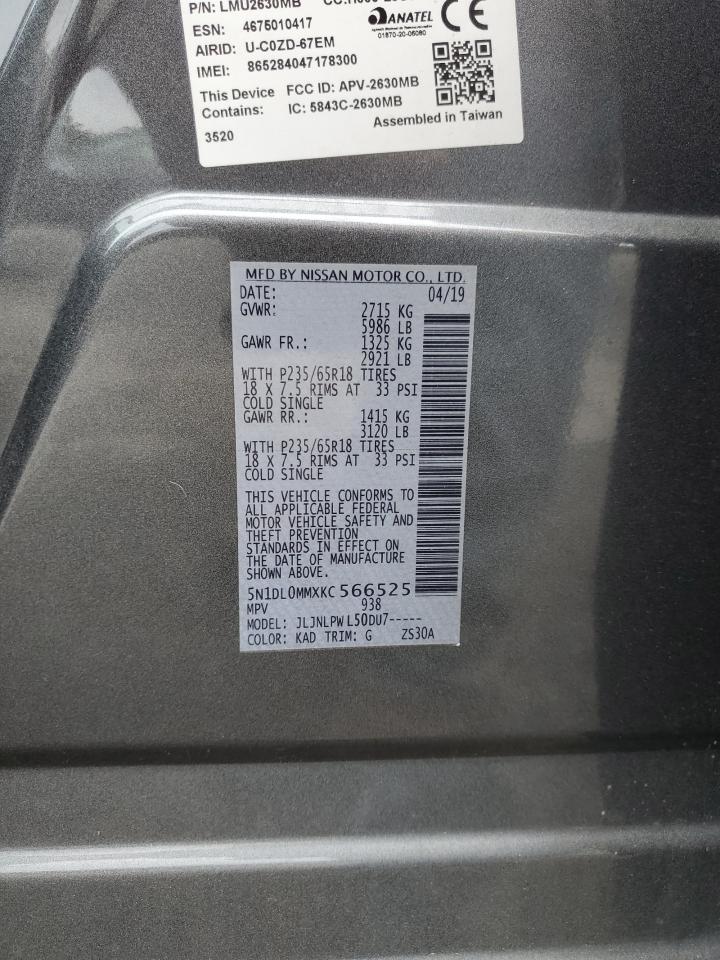 P/N: LMU2630MB
ESN: 4675010417
AIRID: U-C0ZD-67EM
IMEI: 865284047178300
ANATEL
01870-20-05080
CE
This Device FCC ID: APV-2630MB
Contains: IC: 5843C-2630MB
3520
Assembled in Taiwan
MFD BY NISSAN MOTOR CO., LTD.
DATE: 04/19
GVWR: 2715 KG
5986 LB
GAWR FR.: 1325 KG
2921 LB
WITH P235/65R18 TIRES
18 X 7.5 RIMS AT 33 PSI
COLD SINGLE
GAWR RR.: 1415 KG
3120 LB
WITH P235/65R18 TIRES
18 X 7.5 RIMS AT 33 PSI
COLD SINGLE
THIS VEHICLE CONFORMS TO
ALL APPLICABLE FEDERAL
MOTOR VEHICLE SAFETY AND
THEFT PREVENTION
STANDARDS IN EFFECT ON
THE DATE OF MANUFACTURE
SHOWN ABOVE.
5N1DL0MMXKC566525
MPV 938
MODEL: JLJNLPWL50DU7-----
COLOR: KAD TRIM: G ZS30A